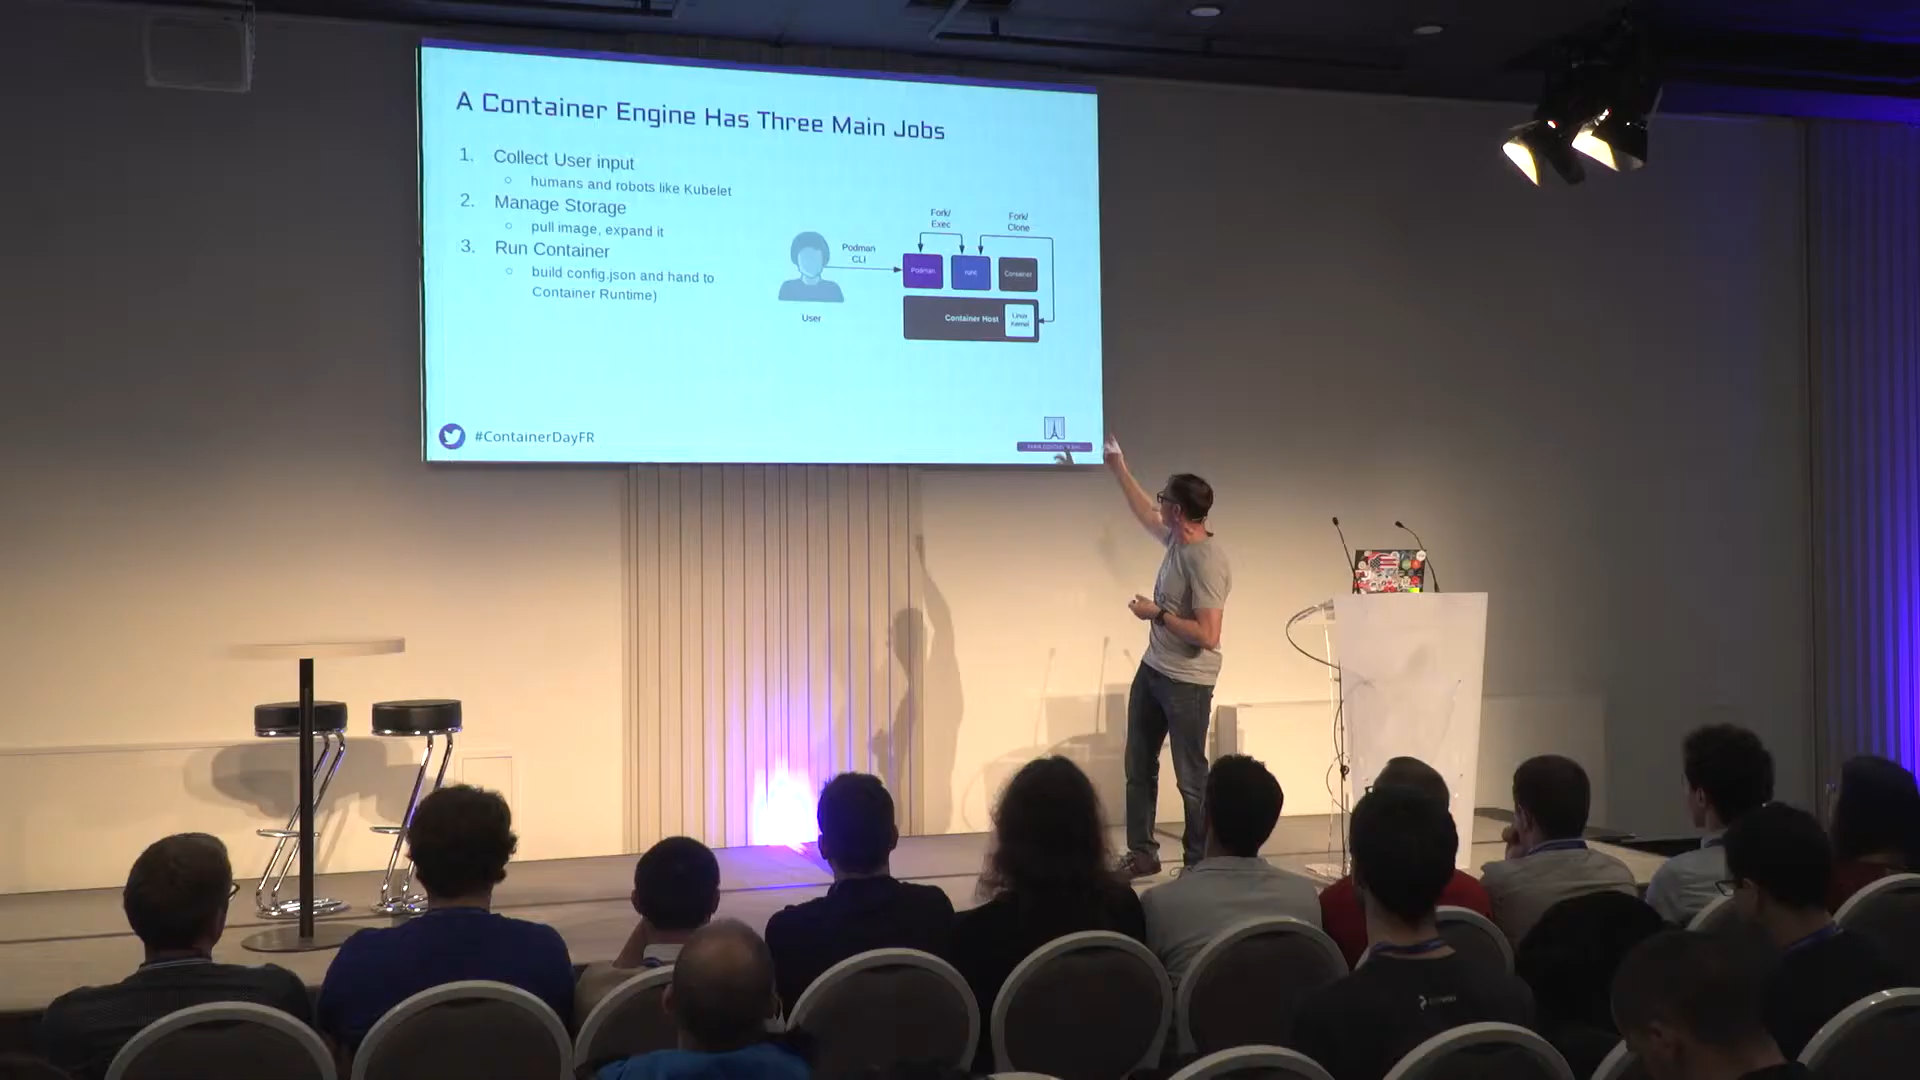 A Container Engine Has Three Main Jobs
1. Collect User input
○ humans and robots like Kubelet
2. Manage Storage
○ pull image, expand it
3. Run Container
○ build config.json and hand to
Container Runtime)
Fork/
Exec
Fork/
Clone
Podman
CLI
Podman
runc
Container
Container Host
Linux
Kernel
User
#ContainerDayFR